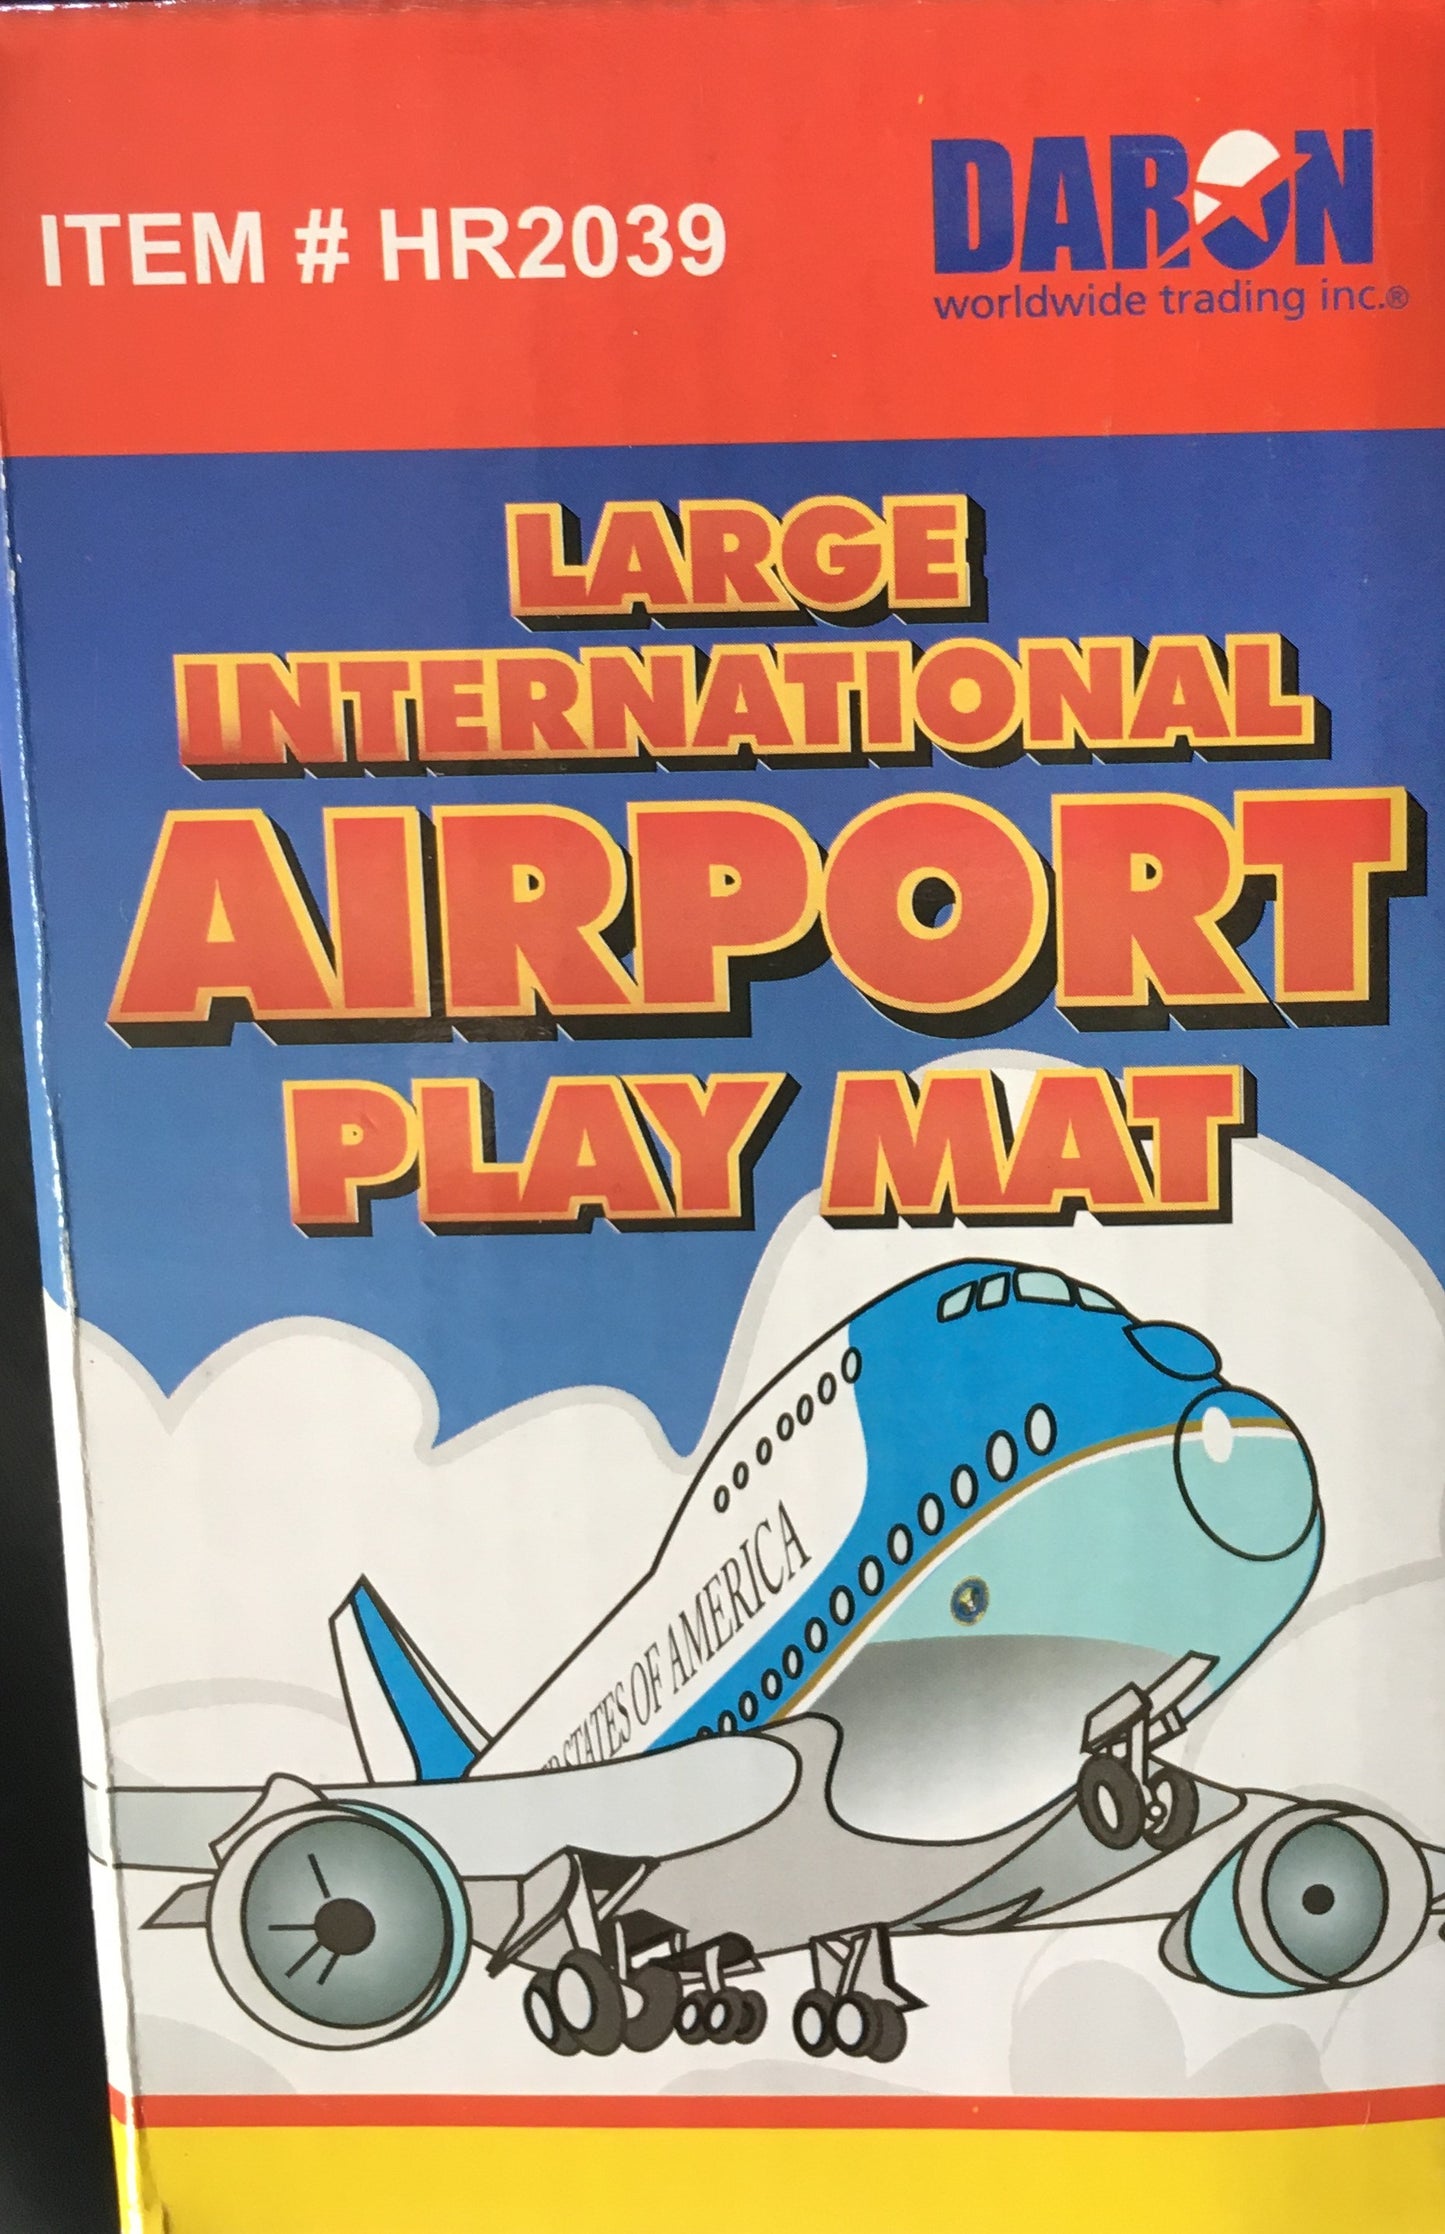 ITEM # HR2039
DARON
worldwide trading inc.®
LARGE
INTERNATIONAL
AIRPORT
PLAY MAT
STATES OF AMERICA